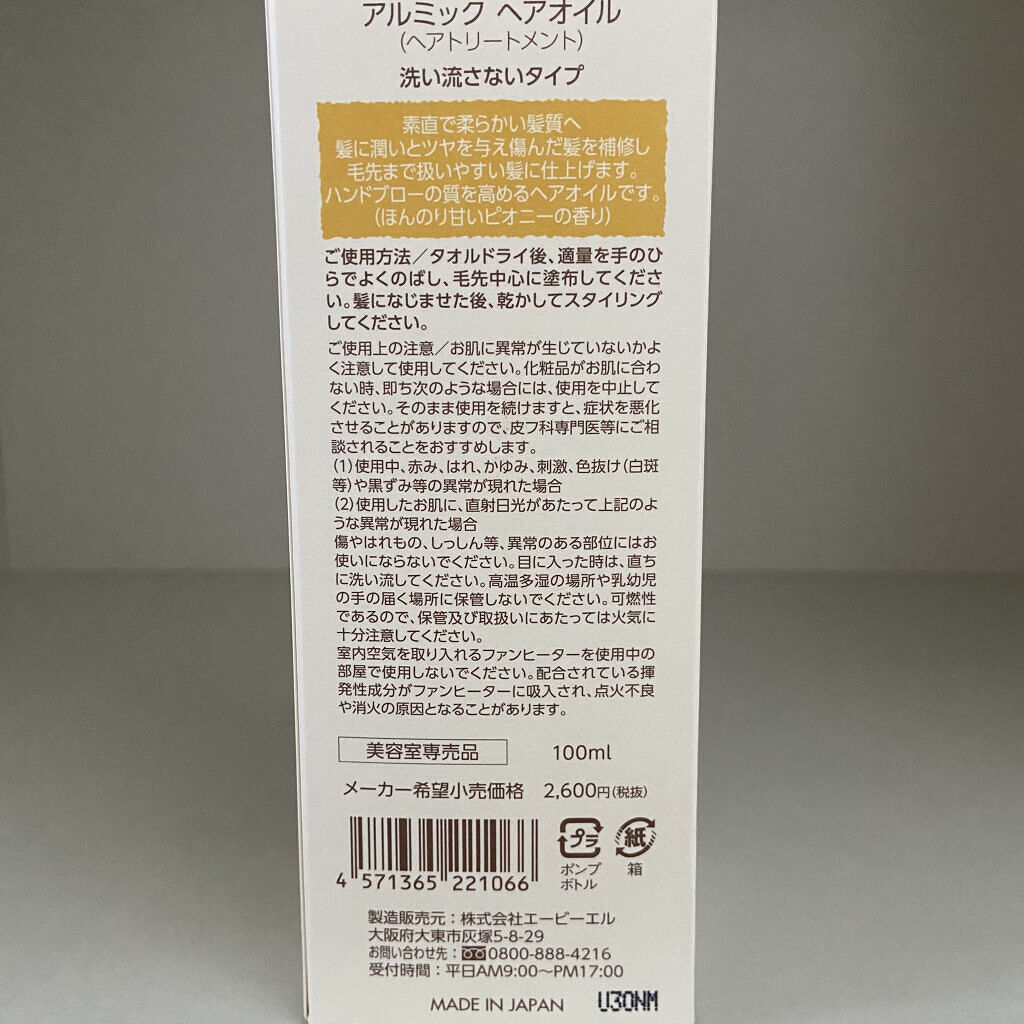 アルミック ヘアオイル
(ヘアトリートメント)
洗い流さないタイプ
素直で柔らかい髪質へ
髪に潤いとツヤを与え傷んだ髪を補修し
毛先まで扱いやすい髪に仕上げます。
ハンドブローの質を高めるヘアオイルです。
(ほんのり甘いピオニーの香り)
ご使用方法／タオルドライ後、適量を手のひ
らでよくのばし、毛先中心に塗布してくださ
い。髪になじませた後、乾かしてスタイリング
してください。
ご使用上の注意／お肌に異常が生じていないかよ
く注意して使用してください。化粧品がお肌に合わ
ない時、即ち次のような場合には、使用を中止して
ください。そのまま使用を続けますと、症状を悪化
させることがありますので、皮フ科専門医等にご相
談されることをおすすめします。
(1)使用中、赤み、はれ、かゆみ、刺激、色抜け(白斑
等)や黒ずみ等の異常が現れた場合
(2)使用したお肌に、直射日光があたって上記のよ
うな異常が現れた場合
傷やはれもの、しっしん等、異常のある部位にはお
使いにならないでください。目に入った時は、直ち
に洗い流してください。高温多湿の場所や乳幼児
の手の届く場所に保管しないでください。可燃性
であるので、保管及び取扱いにあたっては火気に
十分注意してください。
室内空気を取り入れるファンヒーターを使用中の
部屋で使用しないでください。配合されている揮
発性成分がファンヒーターに吸入され、点火不良
や消火の原因となることがあります。
美容室専売品 100ml
メーカー希望小売価格 2,600円(税抜)
プラ 紙
ポンプ 箱
ボトル
4 571365 221066
製造販売元：株式会社エービーエル
大阪府大東市灰塚5-8-29
お問い合わせ先：0800-888-4216
受付時間：平日AM9:00〜PM17:00
MADE IN JAPAN U30NM